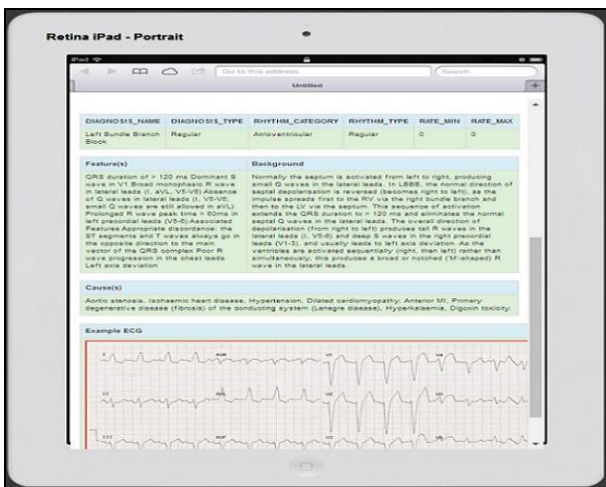 Retina iPad - Portrait
iPad
Go to this address
Search
Untitled
DIAGNOSIS_NAME DIAGNOSIS_TYPE RHYTHM_CATEGORY RHYTHM_TYPE RATE_MIN RATE_MAX
Left Bundle Branch Block Regular Atrioventricular Regular 0 0
Feature(s)
QRS duration of > 120 ms Dominant S
wave in V1 Broad monophasic R wave
in lateral leads (I, aVL, V5-V6) Absence
of Q waves in lateral leads (I, V5-V6;
small Q waves are still allowed in aVL)
Prolonged R wave peak time > 60ms in
left precordial leads (V5-6) Associated
Features Appropriate discordance: the
ST segments and T waves always go in
the opposite direction to the main
vector of the QRS complex Poor R
wave progression in the chest leads
Left axis deviation
Background
Normally the septum is activated from left to right, producing
small Q waves in the lateral leads. In LBBB, the normal direction of
septal depolarisation is reversed (becomes right to left), as the
impulse spreads first to the RV via the right bundle branch and
then to the LV via the septum. This sequence of activation
extends the QRS duration to > 120 ms and eliminates the normal
septal Q waves in the lateral leads. The overall direction of
depolarisation (from right to left) produces tall R waves in the
lateral leads (I, V5-6) and deep S waves in the right precordial
leads (V1-3), and usually leads to left axis deviation. As the
ventricles are activated sequentially (right, then left) rather than
simultaneously, this produces a broad or notched ('M'-shaped) R
wave in the lateral leads.
Cause(s)
Aortic stenosis, Ischaemic heart disease, Hypertension, Dilated cardiomyopathy, Anterior MI, Primary
degenerative disease (fibrosis) of the conducting system (Lenegre disease), Hyperkalaemia, Digoxin toxicity.
Example ECG
I AVR V1 V4
II V2
III AVF V3 V6